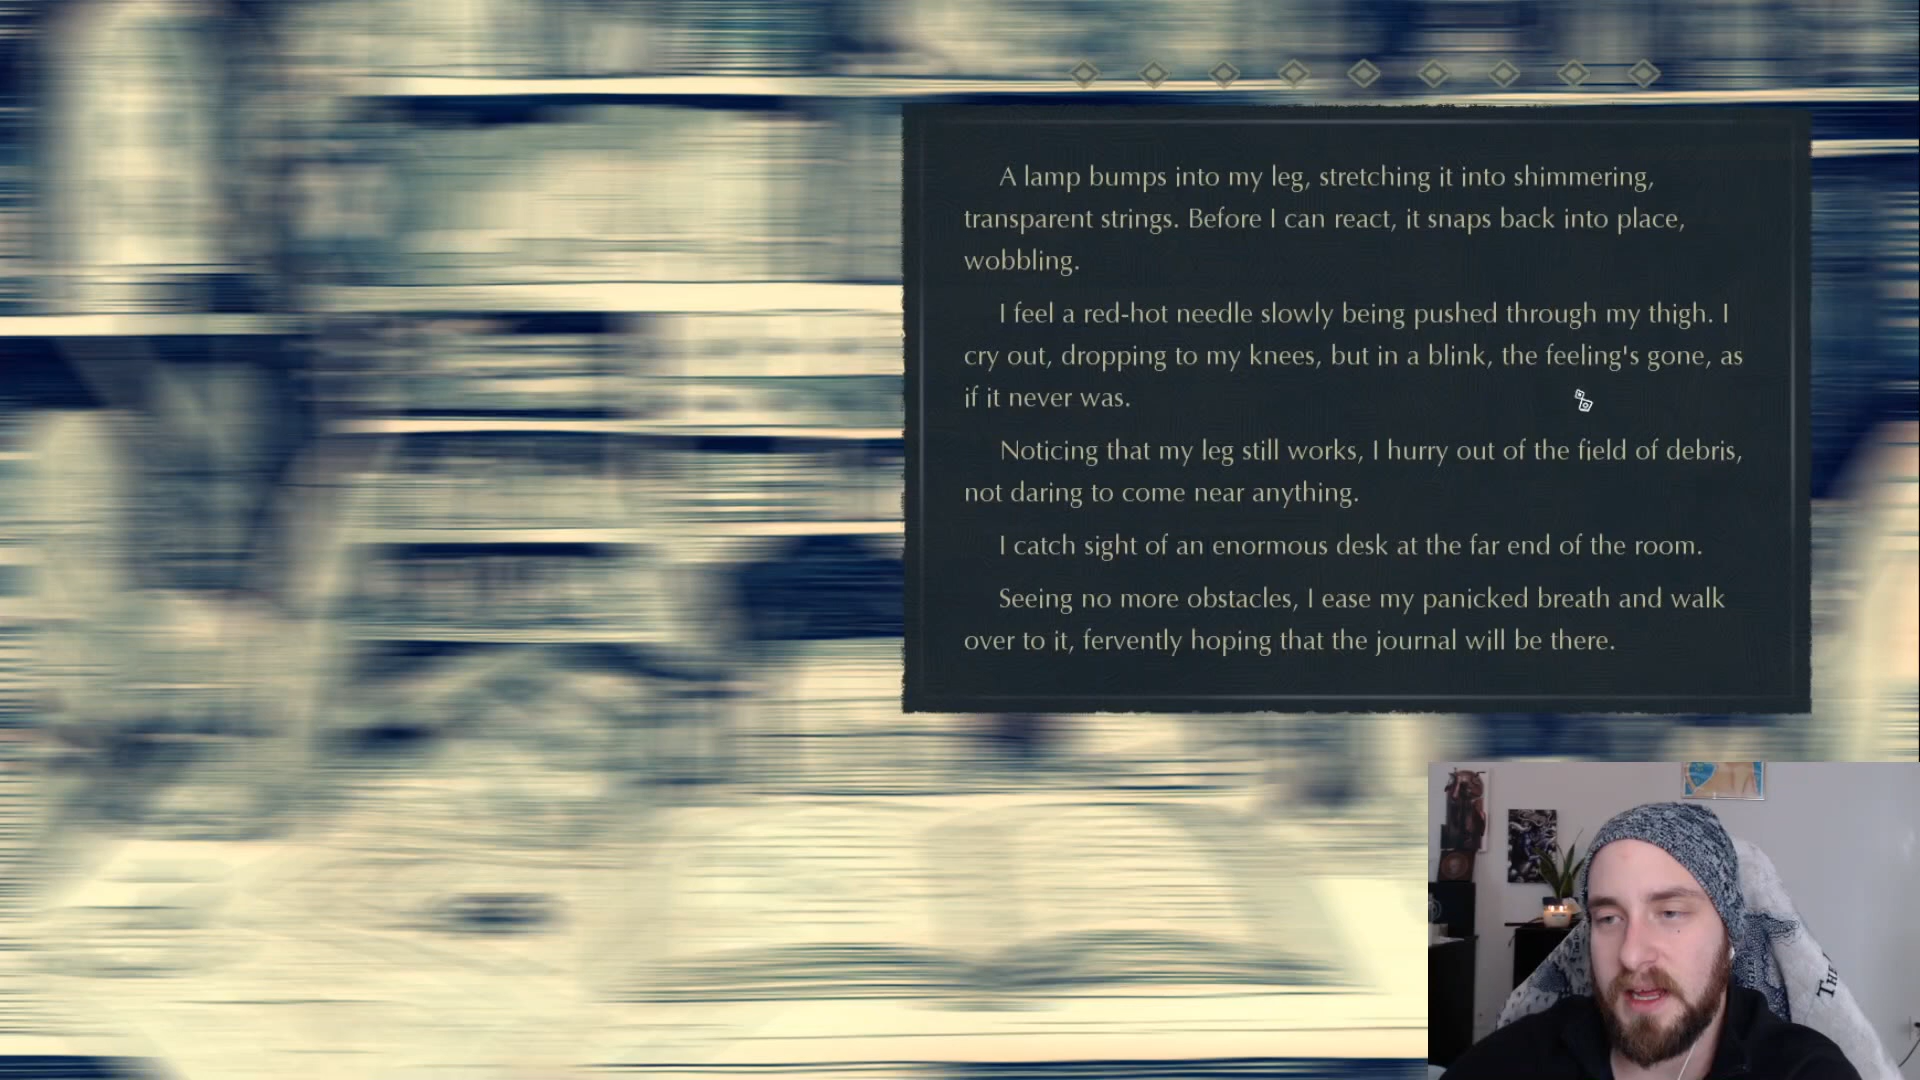 A lamp bumps into my leg, stretching it into shimmering,
transparent strings. Before I can react, it snaps back into place,
wobbling.
I feel a red-hot needle slowly being pushed through my thigh. I
cry out, dropping to my knees, but in a blink, the feeling's gone, as
if it never was.
Noticing that my leg still works, I hurry out of the field of debris,
not daring to come near anything.
I catch sight of an enormous desk at the far end of the room.
Seeing no more obstacles, I ease my panicked breath and walk
over to it, fervently hoping that the journal will be there.